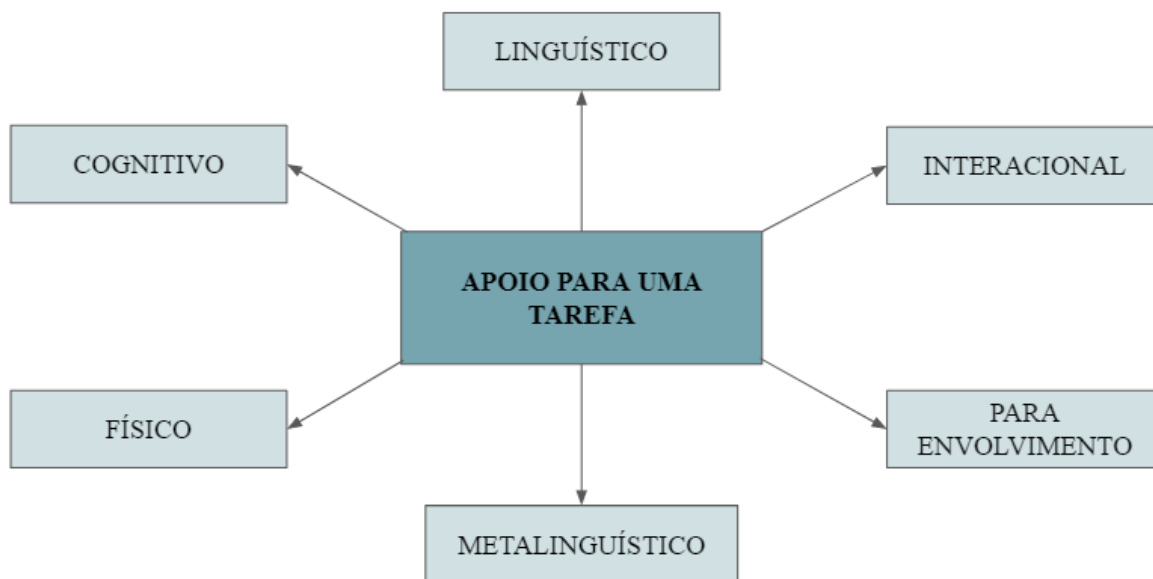 LINGUÍSTICO
COGNITIVO
INTERACIONAL
APOIO PARA UMA
TAREFA
FÍSICO
PARA
ENVOLVIMENTO
METALINGUÍSTICO